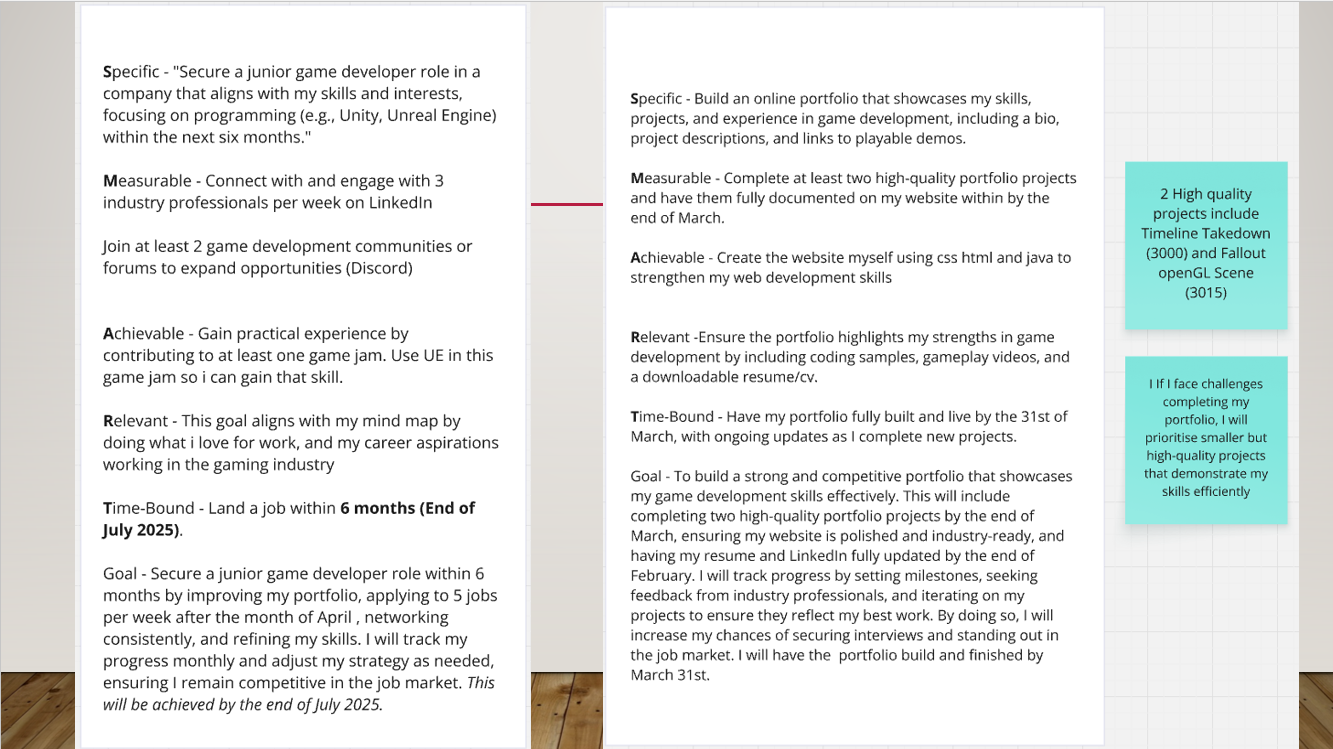 Specific - "Secure a junior game developer role in a
company that aligns with my skills and interests,
focusing on programming (e.g., Unity, Unreal Engine)
within the next six months."
Measurable - Connect with and engage with 3
industry professionals per week on LinkedIn
Join at least 2 game development communities or
forums to expand opportunities (Discord)
Achievable - Gain practical experience by
contributing to at least one game jam. Use UE in this
game jam so i can gain that skill.
Relevant - This goal aligns with my mind map by
doing what i love for work, and my career aspirations
working in the gaming industry
Time-Bound - Land a job within 6 months (End of
July 2025).
Goal - Secure a junior game developer role within 6
months by improving my portfolio, applying to 5 jobs
per week after the month of April , networking
consistently, and refining my skills. I will track my
progress monthly and adjust my strategy as needed,
ensuring I remain competitive in the job market. This
will be achieved by the end of July 2025.
Specific - Build an online portfolio that showcases my skills,
projects, and experience in game development, including a bio,
project descriptions, and links to playable demos.
Measurable - Complete at least two high-quality portfolio projects
and have them fully documented on my website within by the
end of March.
Achievable - Create the website myself using css html and java to
strengthen my web development skills
Relevant -Ensure the portfolio highlights my strengths in game
development by including coding samples, gameplay videos, and
a downloadable resume/cv.
Time-Bound - Have my portfolio fully built and live by the 31st of
March, with ongoing updates as I complete new projects.
Goal - To build a strong and competitive portfolio that showcases
my game development skills effectively. This will include
completing two high-quality portfolio projects by the end of
March, ensuring my website is polished and industry-ready, and
having my resume and LinkedIn fully updated by the end of
February. I will track progress by setting milestones, seeking
feedback from industry professionals, and iterating on my
projects to ensure they reflect my best work. By doing so, I will
increase my chances of securing interviews and standing out in
the job market. I will have the  portfolio build and finished by
March 31st.
2 High quality
projects include
Timeline Takedown
(3000) and Fallout
openGL Scene
(3015)
I If I face challenges
completing my
portfolio, I will
prioritise smaller but
high-quality projects
that demonstrate my
skills efficiently